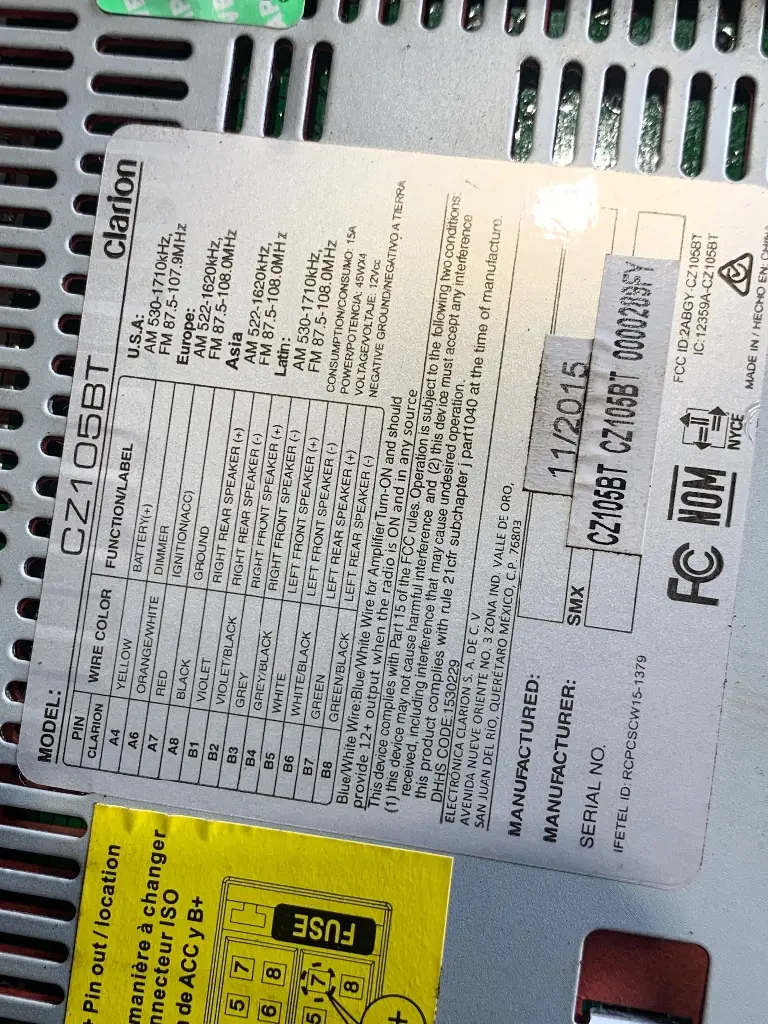 MODEL: CZ105BT Clarion
PIN CLARION WIRE COLOR FUNCTION/LABEL
A4 YELLOW BATTERY(+)
A6 ORANGE/WHITE DIMMER
A7 RED IGNITION(ACC)
A8 BLACK GROUND
B1 VIOLET RIGHT REAR SPEAKER (+)
B2 VIOLET/BLACK RIGHT REAR SPEAKER (-)
B3 GREY RIGHT FRONT SPEAKER (+)
B4 GREY/BLACK RIGHT FRONT SPEAKER (-)
B5 WHITE LEFT FRONT SPEAKER (+)
B6 WHITE/BLACK LEFT FRONT SPEAKER (-)
B7 GREEN LEFT REAR SPEAKER (+)
B8 GREEN/BLACK LEFT REAR SPEAKER (-)
U.S.A:
AM 530-1710kHz,
FM 87.5-107.9MHz
Europe:
AM 522-1620kHz,
FM 87.5-108.0MHz
Asia
AM 522-1620kHz,
FM 87.5-108.0MHz
Latin:
AM 530-1710kHz,
FM 87.5-108.0MHz
CONSUMPTION/CONSUMO: 15A
POWER/POTENCIA: 45WX4
VOLTAGE/VOLTAJE: 12Vcc
NEGATIVE GROUND/NEGATIVO A TIERRA
Blue/White Wire:Blue/White Wire for Amplifier Turn-ON and should
provide 12+ output when the radio is ON and in any source
This device complies with Part 15 of the FCC rules. Operation is subject to the following two conditions:
(1) this device may not cause harmful interference and (2) this device must accept any interference
received, including interference that may cause undesired operation.
this product complies with rule 21cfr subchapter j part1040 at the time of manufacture.
DHHS CODE:1530229
ELECTRÓNICA CLARION S. A. DE C. V
AVENIDA NUEVE ORIENTE NO. 3 ZONA IND. VALLE DE ORO,
SAN JUAN DEL RÍO, QUERÉTARO MÉXICO, C.P. 76803
MANUFACTURED: 11/2015
MANUFACTURER: SMX
SERIAL NO. CZ105BT CZ105BT
IFETEL ID: RCPCSCW15-1379
FC NOM NYCE
FCC ID:2ABGY-CZ105BT
IC:12359A-CZ105BT
MADE IN / HECHO EN: CHINA
Pin out / location
manière à changer
nnecteur ISO
de ACC y B+
FUSE
5 7
6 8
5 7
8
+